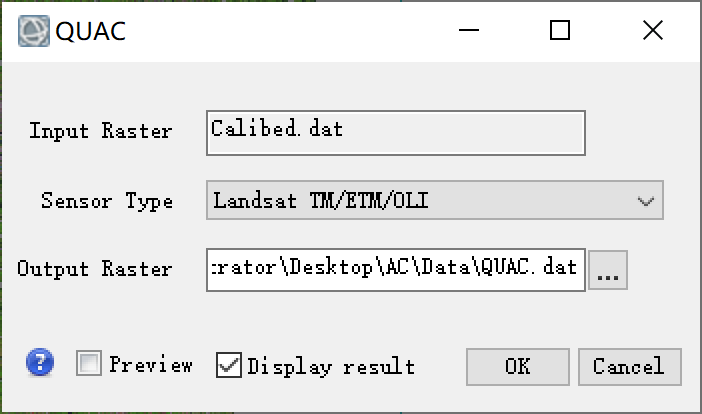 QUAC
Input Raster Calibed.dat
Sensor Type Landsat TM/ETM/OLI
Output Raster rator\Desktop\AC\Data\QUAC.dat ...
? Preview Display result OK Cancel